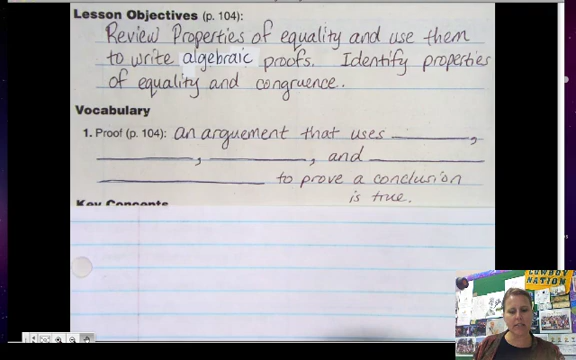 Lesson Objectives (p. 104):
Review Properties of equality and use them
to write algebraic proofs. Identify properties
of equality and congruence.
Vocabulary
1. Proof (p. 104): an arguement that uses ________,
________, ________, and ________
________ to prove a conclusion
is true.
Key Concepts
COWBOY
NATION